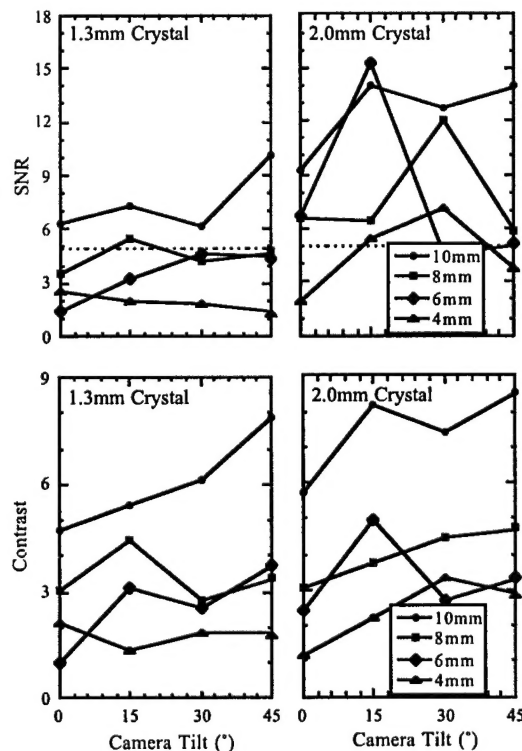 18
15
12
9
6
3
0
SNR
1.3mm Crystal
2.0mm Crystal
10mm
8mm
6mm
4mm
9
6
3
0
Contrast
1.3mm Crystal
2.0mm Crystal
10mm
8mm
6mm
4mm
0 15 30 45
0 15 30 45
Camera Tilt (°)
Camera Tilt (°)